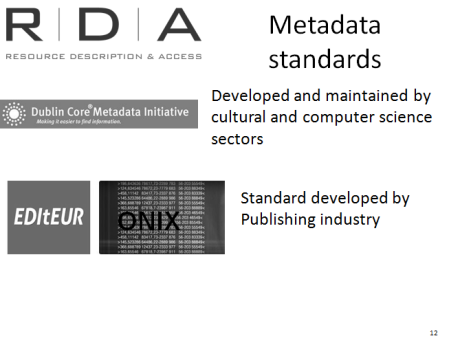 R | D | A
RESOURCE DESCRIPTION & ACCESS
Metadata
standards
Dublin Core® Metadata Initiative
Making it easier to find information.
Developed and maintained by
cultural and computer science
sectors
EDItEUR
ONIX
Standard developed by
Publishing industry
12